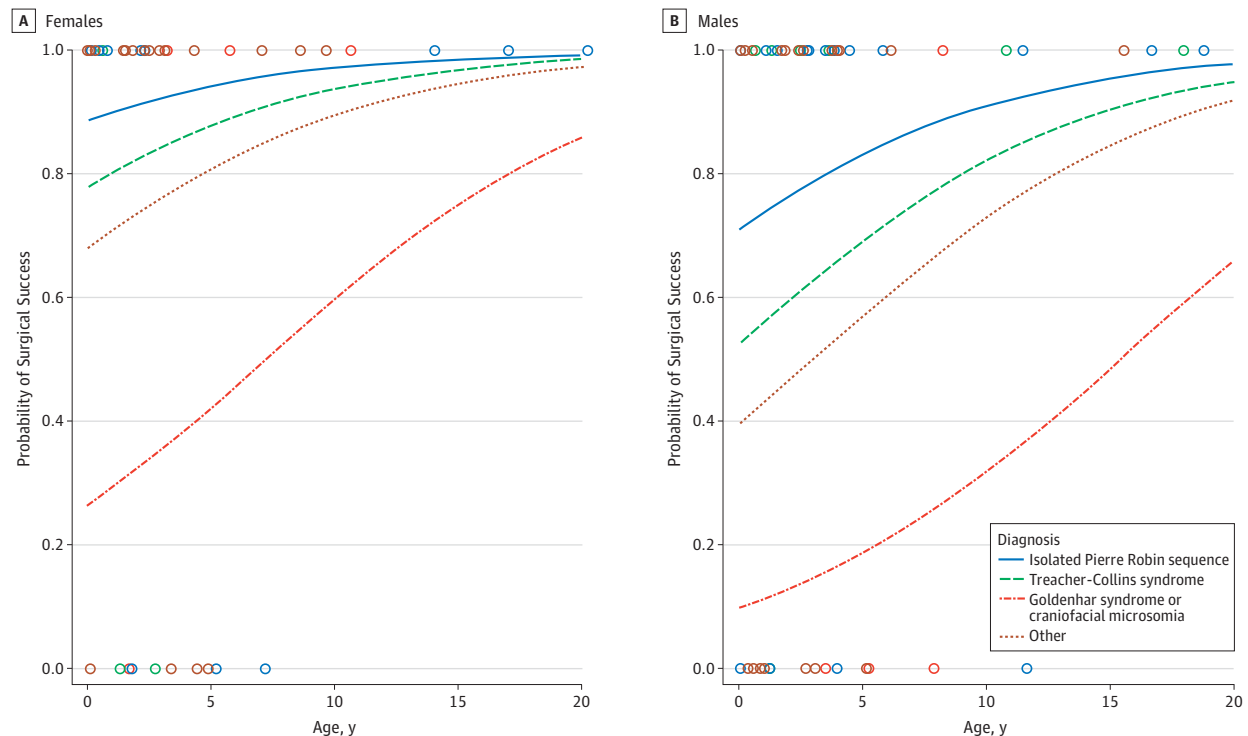 A Females
1.0
0.8
0.6
0.4
0.2
0.0
Probability of Surgical Success
0 5 10 15 20
Age, y
B Males
1.0
0.8
0.6
0.4
0.2
0.0
Probability of Surgical Success
0 5 10 15 20
Age, y
Diagnosis
Isolated Pierre Robin sequence
Treacher-Collins syndrome
Goldenhar syndrome or
craniofacial microsomia
Other